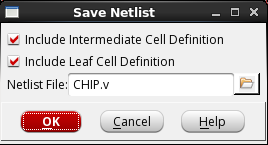 Save Netlist
Include Intermediate Cell Definition
Include Leaf Cell Definition
Netlist File: CHIP.v
OK Cancel Help